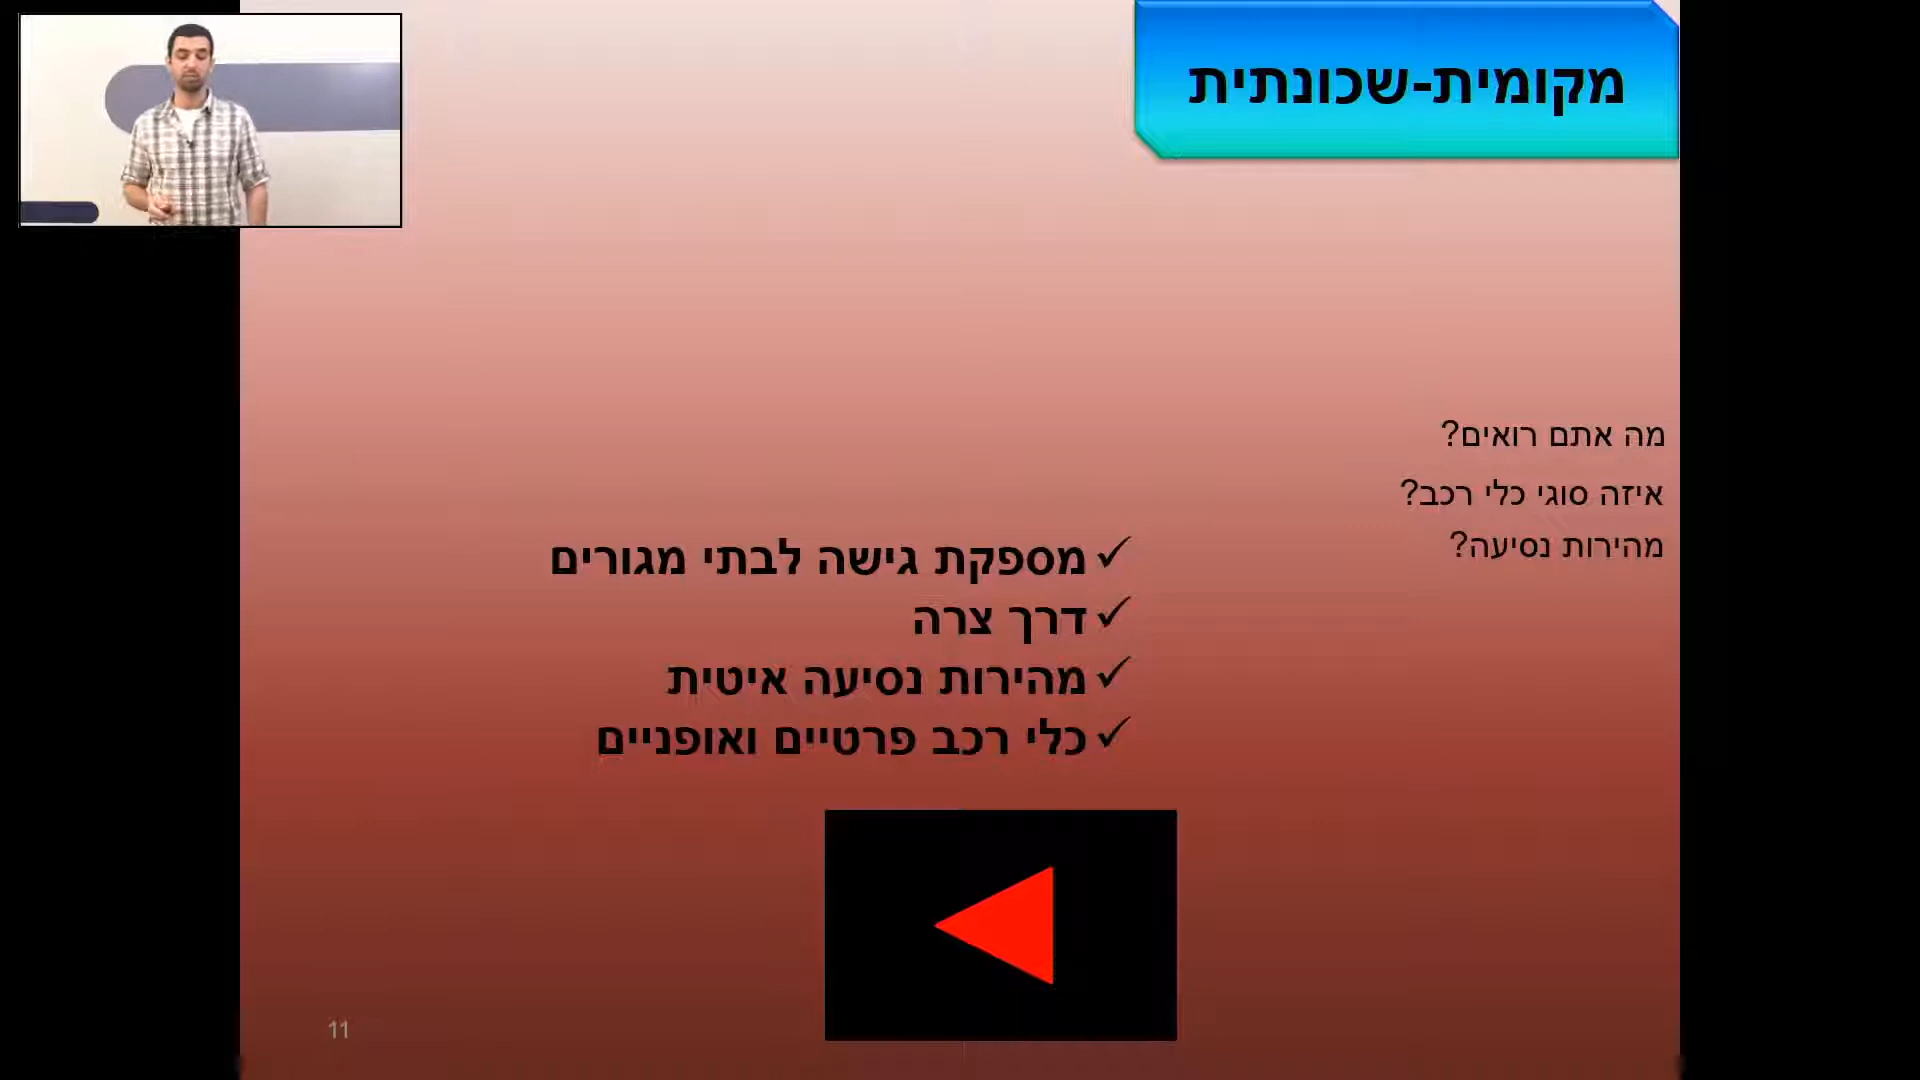 מקומית-שכונתית
מה אתם רואים?
איזה סוגי כלי רכב?
מהירות נסיעה?
✓ מספקת גישה לבתי מגורים
✓ דרך צרה
✓ מהירות נסיעה איטית
✓ כלי רכב פרטיים ואופניים
11